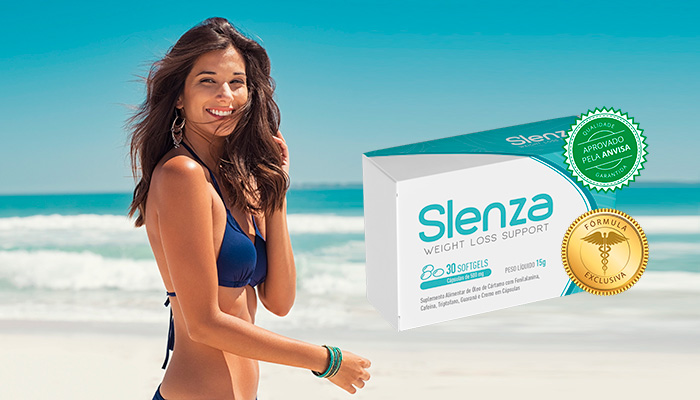 Slenza
Slenza
WEIGHT LOSS SUPPORT
30 SOFTGELS
Cápsulas de 500 mg
PESO LÍQUIDO 15g
Suplemento Alimentar de Óleo de Cártamo com Fenilalanina,
Cafeína, Triptofano, Guaraná e Cromo em Cápsulas
QUALIDADE
APROVADO
PELA ANVISA
GARANTIDA
FÓRMULA
EXCLUSIVA